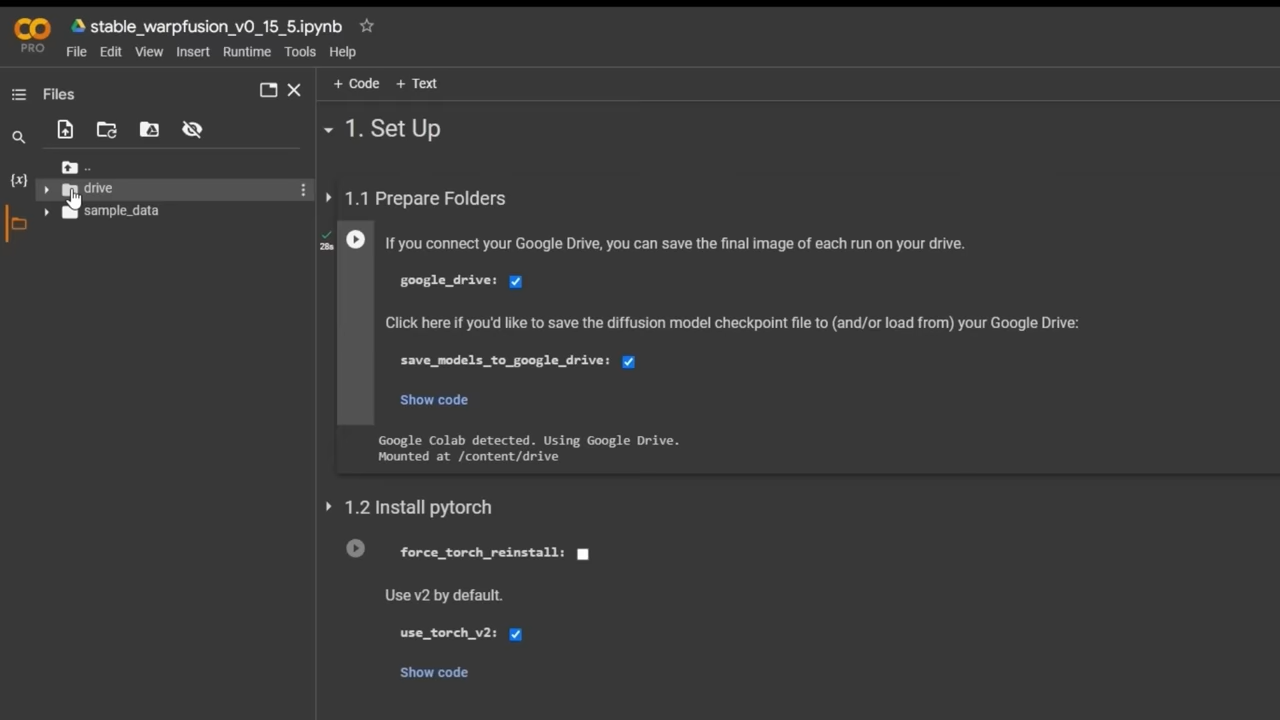 stable_warpfusion_v0_15_5.ipynb
PRO
File Edit View Insert Runtime Tools Help
Files
+ Code + Text
1. Set Up
..
drive
{x}
sample_data
1.1 Prepare Folders
28s
If you connect your Google Drive, you can save the final image of each run on your drive.
google_drive:
Click here if you'd like to save the diffusion model checkpoint file to (and/or load from) your Google Drive:
save_models_to_google_drive:
Show code
Google Colab detected. Using Google Drive.
Mounted at /content/drive
1.2 Install pytorch
force_torch_reinstall:
Use v2 by default.
use_torch_v2:
Show code